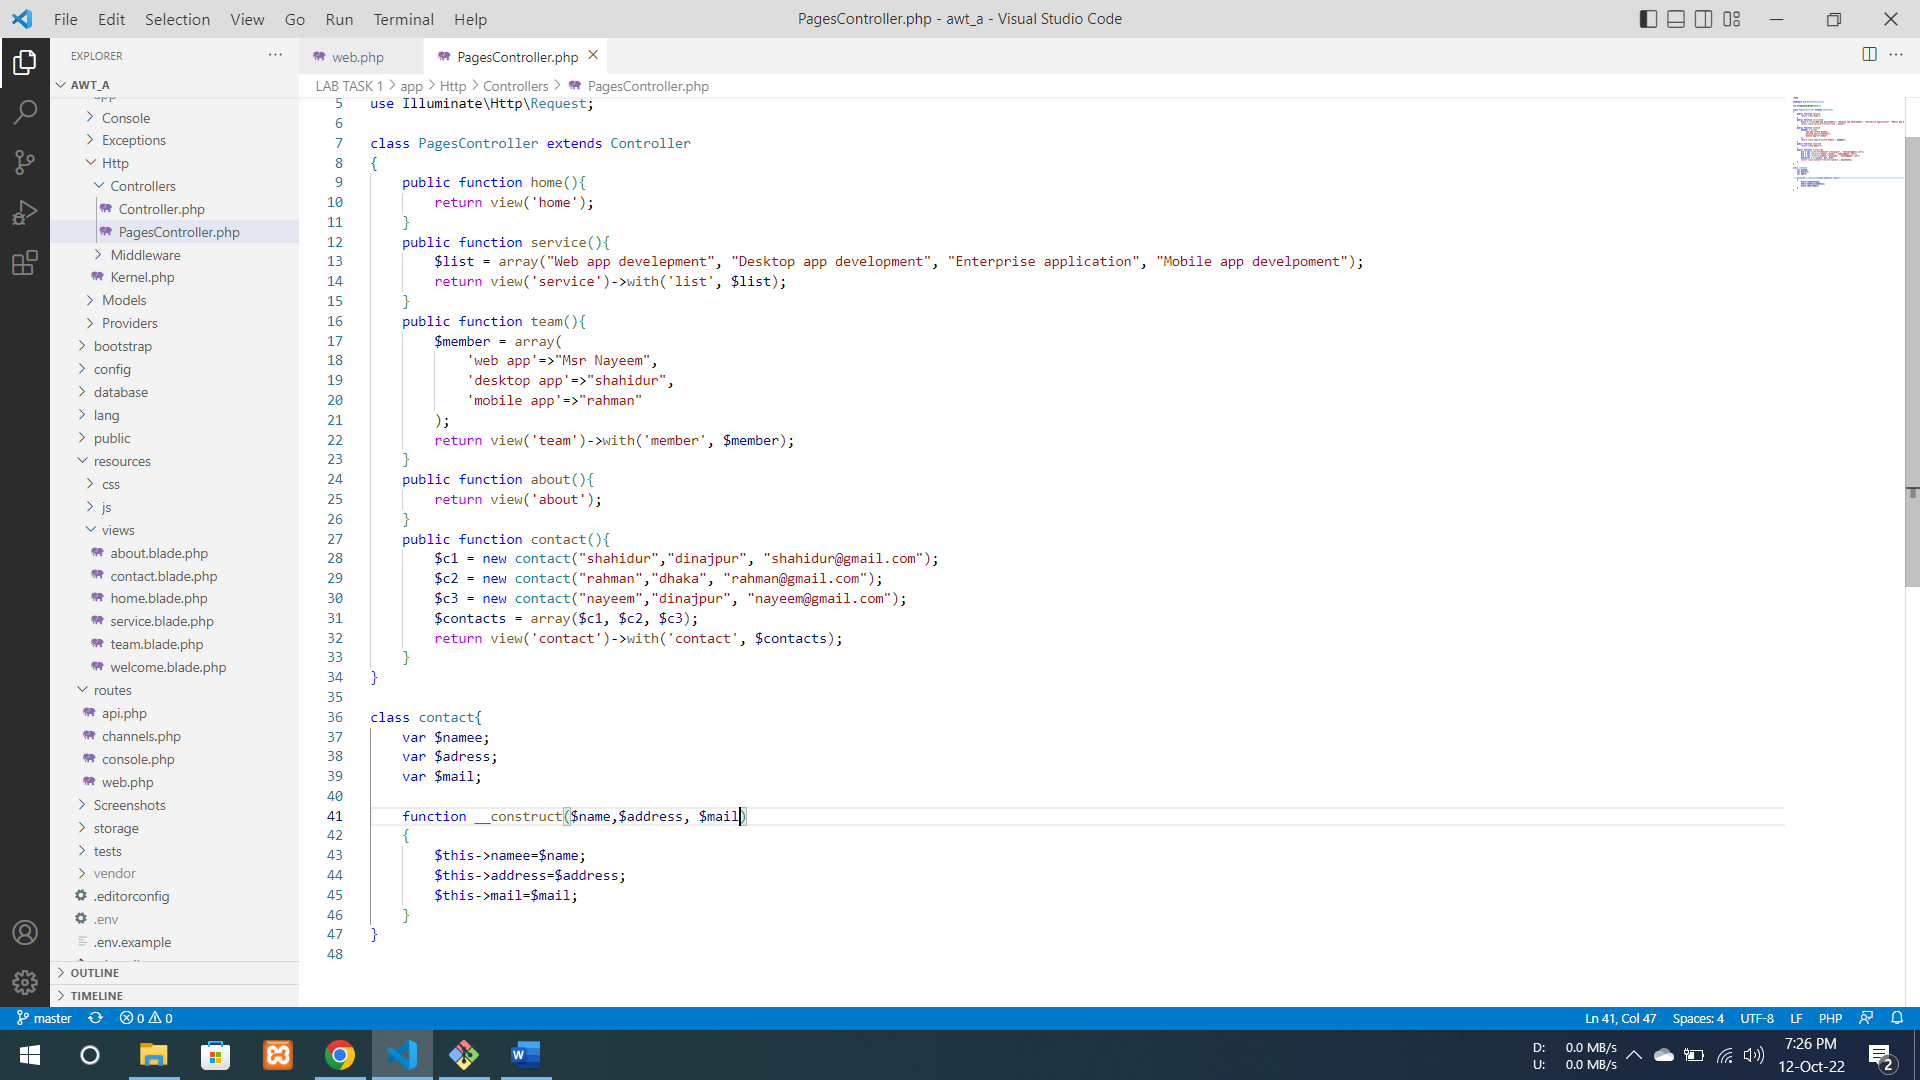 File Edit Selection View Go Run Terminal Help
PagesController.php - awt_a - Visual Studio Code
EXPLORER
AWT_A
app
Console
Exceptions
Http
Controllers
Controller.php
PagesController.php
Middleware
Kernel.php
Models
Providers
bootstrap
config
database
lang
public
resources
css
js
views
about.blade.php
contact.blade.php
home.blade.php
service.blade.php
team.blade.php
welcome.blade.php
routes
api.php
channels.php
console.php
web.php
Screenshots
storage
tests
vendor
.editorconfig
.env
.env.example
OUTLINE
TIMELINE
web.php PagesController.php
LAB TASK 1 > app > Http > Controllers > PagesController.php
5 use Illuminate\Http\Request;
6
7 class PagesController extends Controller
8 {
9 public function home(){
10 return view('home');
11 }
12 public function service(){
13 $list = array("Web app develepment", "Desktop app development", "Enterprise application", "Mobile app develpoment");
14 return view('service')->with('list', $list);
15 }
16 public function team(){
17 $member = array(
18 'web app'=>"Msr Nayeem",
19 'desktop app'=>"shahidur",
20 'mobile app'=>"rahman"
21 );
22 return view('team')->with('member', $member);
23 }
24 public function about(){
25 return view('about');
26 }
27 public function contact(){
28 $c1 = new contact("shahidur","dinajpur", "shahidur@gmail.com");
29 $c2 = new contact("rahman","dhaka", "rahman@gmail.com");
30 $c3 = new contact("nayeem","dinajpur", "nayeem@gmail.com");
31 $contacts = array($c1, $c2, $c3);
32 return view('contact')->with('contact', $contacts);
33 }
34 }
35
36 class contact{
37 var $namee;
38 var $adress;
39 var $mail;
40
41 function __construct($name,$address, $mail)
42 {
43 $this->namee=$name;
44 $this->address=$address;
45 $this->mail=$mail;
46 }
47 }
48
master 0 0
Ln 41, Col 47 Spaces: 4 UTF-8 LF PHP
D: 0.0 MB/s
U: 0.0 MB/s
7:26 PM
12-Oct-22
2